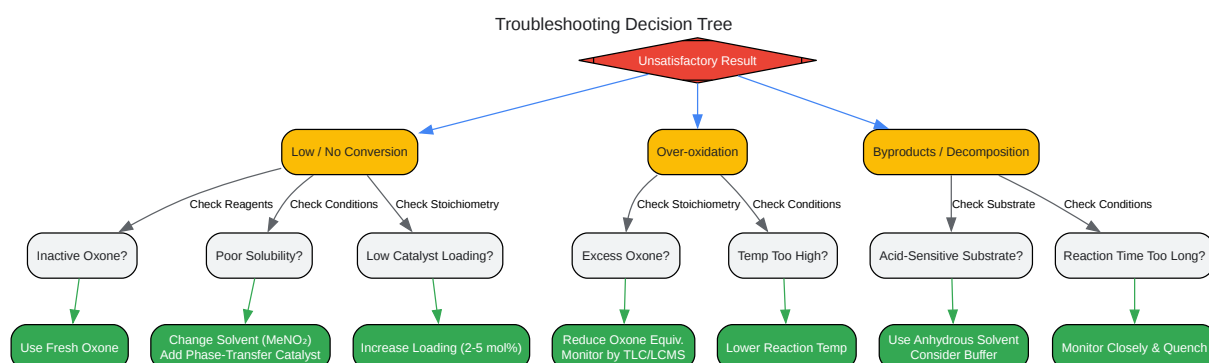 Troubleshooting Decision Tree
Unsatisfactory Result
Low / No Conversion
Over-oxidation
Byproducts / Decomposition
Check Reagents
Check Conditions
Check Stoichiometry
Check Stoichiometry
Check Conditions
Check Substrate
Check Conditions
Inactive Oxone?
Poor Solubility?
Low Catalyst Loading?
Excess Oxone?
Temp Too High?
Acid-Sensitive Substrate?
Reaction Time Too Long?
Use Fresh Oxone
Change Solvent (MeNO₂)
Add Phase-Transfer Catalyst
Increase Loading (2-5 mol%)
Reduce Oxone Equiv.
Monitor by TLC/LCMS
Lower Reaction Temp
Use Anhydrous Solvent
Consider Buffer
Monitor Closely & Quench